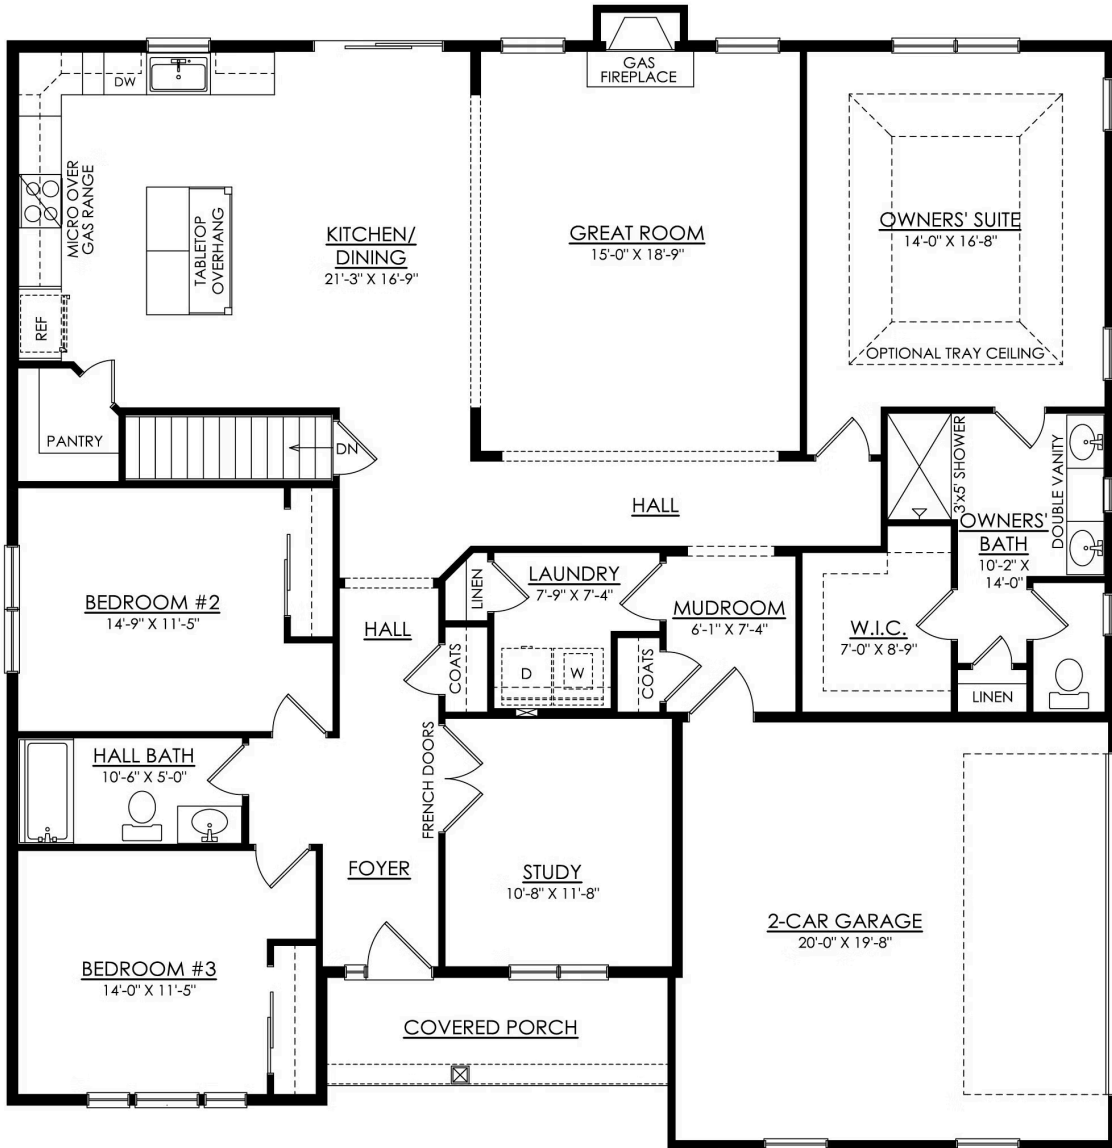 GAS
FIREPLACE
DW
MICRO OVER
GAS RANGE
TABLETOP
OVERHANG
REF
KITCHEN/
DINING
21'-3" X 16'-9"
GREAT ROOM
15'-0" X 18'-9"
OWNERS' SUITE
14'-0" X 16'-8"
OPTIONAL TRAY CEILING
PANTRY
DN
3'x5' SHOWER
DOUBLE VANITY
HALL
OWNERS'
BATH
10'-2" X
14'-0"
BEDROOM #2
14'-9" X 11'-5"
HALL
LINEN
LAUNDRY
7'-9" X 7'-4"
MUDROOM
6'-1" X 7'-4"
W.I.C.
7'-0" X 8'-9"
COATS
D
W
COATS
LINEN
HALL BATH
10'-6" X 5'-0"
FRENCH DOORS
FOYER
STUDY
10'-8" X 11'-8"
2-CAR GARAGE
20'-0" X 19'-8"
BEDROOM #3
14'-0" X 11'-5"
COVERED PORCH